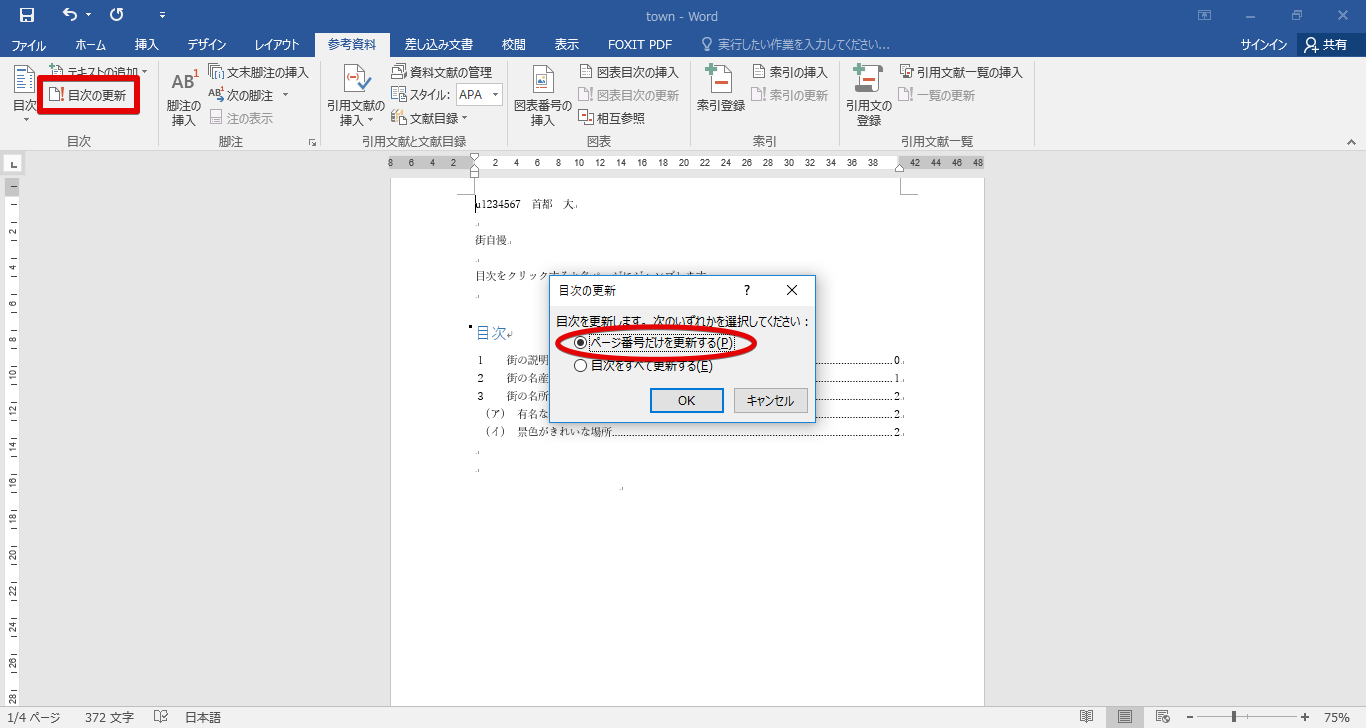 town - Word
ファイル ホーム 挿入 デザイン レイアウト 参考資料 差し込み文書 校閲 表示 FOXIT PDF 実行したい作業を入力してください... サインイン 共有
目次
テキストの追加
目次の更新
目次
AB1
脚注の
挿入
文末脚注の挿入
AB1 次の脚注
注の表示
脚注
引用文献の
挿入
資料文献の管理
スタイル: APA
文献目録
引用文献と文献目録
図表番号の
挿入
図表目次の挿入
図表目次の更新
相互参照
図表
索引登録
索引の挿入
索引の更新
索引
引用文の
登録
引用文献一覧の挿入
一覧の更新
引用文献一覧
8 6 4 2 2 4 6 8 10 12 14 16 18 20 22 24 26 28 30 32 34 36 38 42 44 46 48
2
4
6
8
10
12
14
16
18
20
22
24
26
28
u1234567 首都 大
街自慢
目次をクリックすると
目次
1 街の説明 0
2 街の名産 1
3 街の名所 2
（ア） 有名な 2
（イ） 景色がきれいな場所 2
目次の更新 ?
目次を更新します。次のいずれかを選択してください：
ページ番号だけを更新する(P)
目次をすべて更新する(E)
OK キャンセル
1/4 ページ 372 文字 日本語 75%